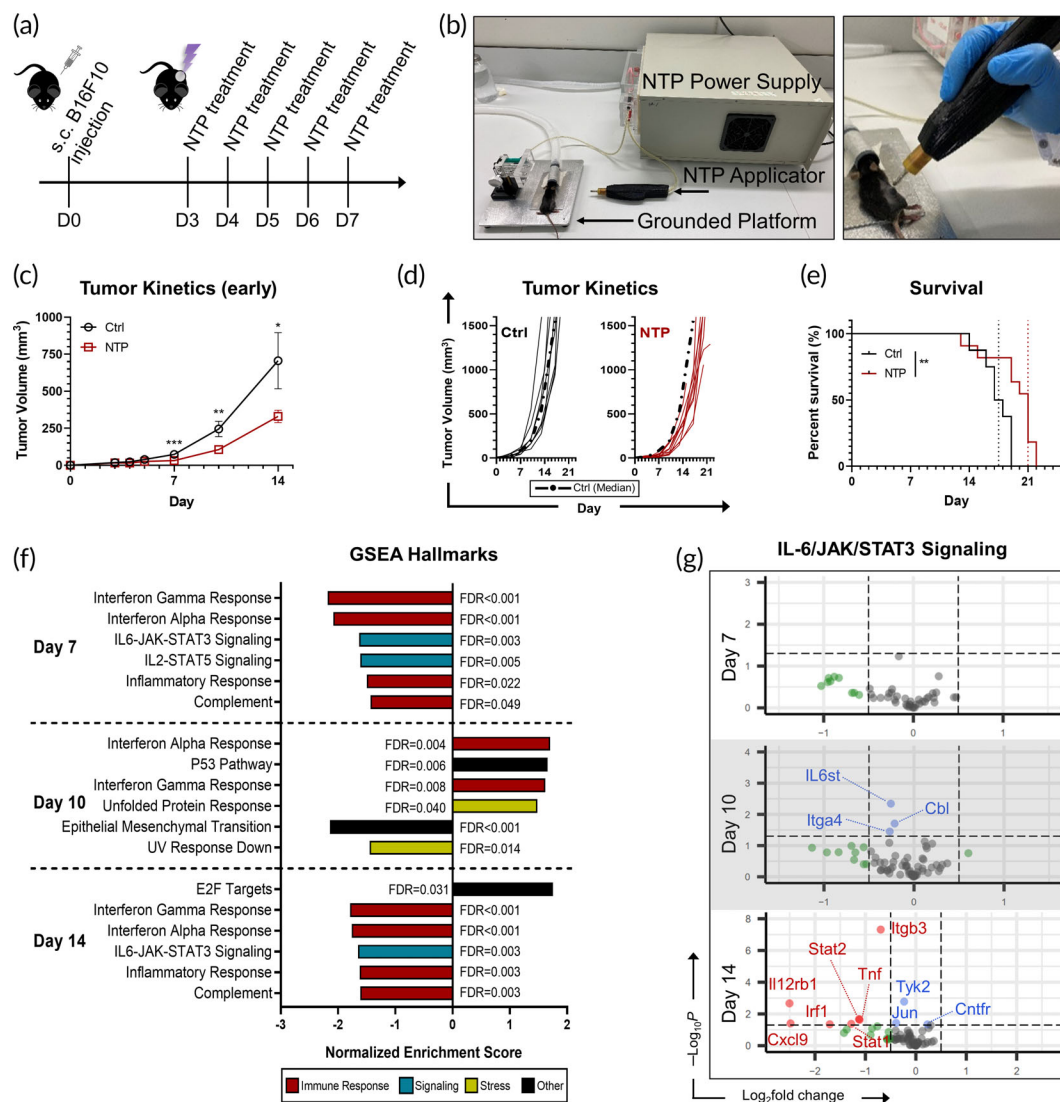 (a)
s.c. B16F10
Injection
NTP treatment
NTP treatment
NTP treatment
NTP treatment
NTP treatment
D0
D3
D4
D5
D6
D7
(b)
NTP Power Supply
NTP Applicator
Grounded Platform
(c)
Tumor Kinetics (early)
Tumor Volume (mm³)
1000
750
500
250
0
Ctrl
NTP
***
**
*
0
7
14
Day
(d)
Tumor Kinetics
Tumor Volume (mm³)
1500
1000
500
0
Ctrl
0
7
14
21
1500
1000
500
0
NTP
0
7
14
21
Ctrl (Median)
Day
(e)
Survival
Percent survival (%)
100
50
0
Ctrl
NTP
**
0
7
14
21
Day
(f)
GSEA Hallmarks
Day 7
Interferon Gamma Response FDR<0.001
Interferon Alpha Response FDR<0.001
IL6-JAK-STAT3 Signaling FDR=0.003
IL2-STAT5 Signaling FDR=0.005
Inflammatory Response FDR=0.022
Complement FDR=0.049
Day 10
Interferon Alpha Response FDR=0.004
P53 Pathway FDR=0.006
Interferon Gamma Response FDR=0.008
Unfolded Protein Response FDR=0.040
Epithelial Mesenchymal Transition FDR<0.001
UV Response Down FDR=0.014
Day 14
E2F Targets FDR=0.031
Interferon Gamma Response FDR<0.001
Interferon Alpha Response FDR<0.001
IL6-JAK-STAT3 Signaling FDR=0.003
Inflammatory Response FDR=0.003
Complement FDR=0.003
-3 -2 -1 0 1 2
Normalized Enrichment Score
Immune Response Signaling Stress Other
(g)
IL-6/JAK/STAT3 Signaling
Day 7
3
2
1
0
−1 0 1
Day 10
4
3
2
1
0
IL6st
Cbl
Itga4
−1 0 1
Day 14
8
6
4
2
0
Itgb3
Stat2
Tnf
Il12rb1
Tyk2
Irf1
Jun
Cntfr
Cxcl9
Stat1
−2 −1 0 1 2
−Log₁₀P
Log₂fold change